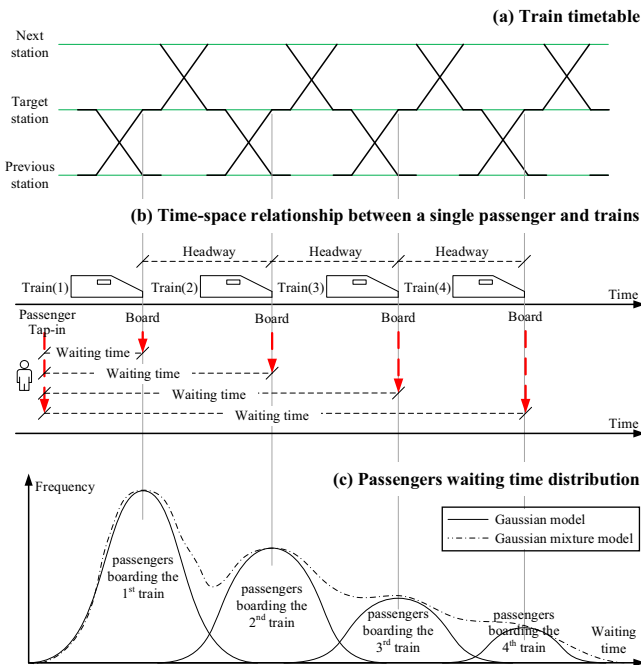 (a) Train timetable
Next
station
Target
station
Previous
station
(b) Time-space relationship between a single passenger and trains
Headway
Headway
Headway
Train(1)
Train(2)
Train(3)
Train(4)
Time
Passenger
Tap-in
Board
Board
Board
Board
Waiting time
Waiting time
Waiting time
Waiting time
Time
(c) Passengers waiting time distribution
Frequency
Gaussian model
Gaussian mixture model
passengers
boarding the
1st train
passengers
boarding the
2nd train
passengers
boarding the
3rd train
passengers
boarding the
4th train
Waiting
time